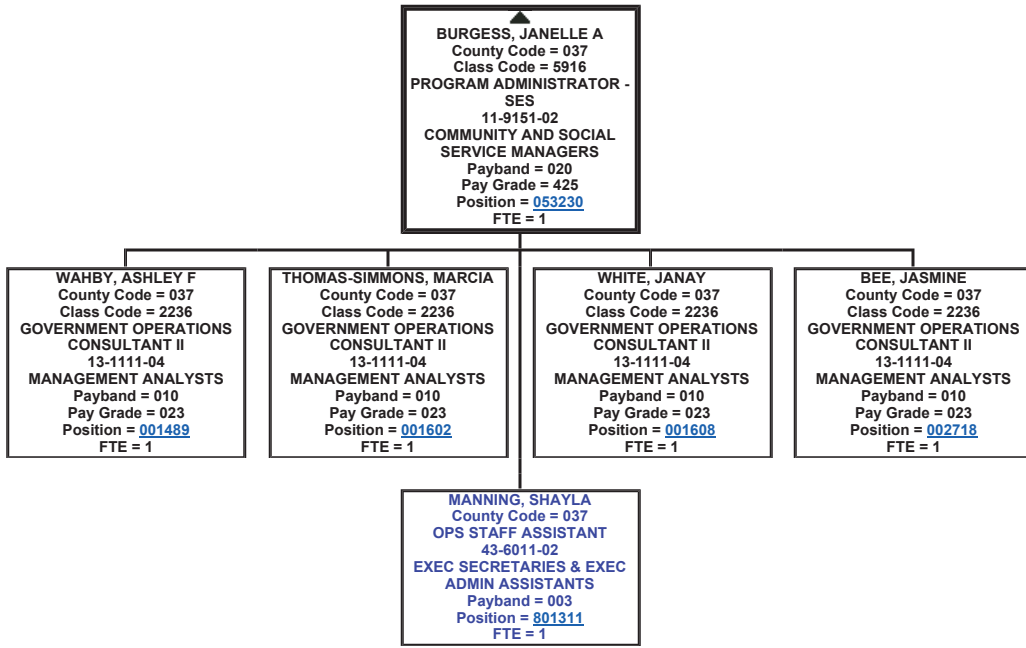 BURGESS, JANELLE A
County Code = 037
Class Code = 5916
PROGRAM ADMINISTRATOR -
SES
11-9151-02
COMMUNITY AND SOCIAL
SERVICE MANAGERS
Payband = 020
Pay Grade = 425
Position = 053230
FTE = 1
WAHBY, ASHLEY F
County Code = 037
Class Code = 2236
GOVERNMENT OPERATIONS
CONSULTANT II
13-1111-04
MANAGEMENT ANALYSTS
Payband = 010
Pay Grade = 023
Position = 001489
FTE = 1
THOMAS-SIMMONS, MARCIA
County Code = 037
Class Code = 2236
GOVERNMENT OPERATIONS
CONSULTANT II
13-1111-04
MANAGEMENT ANALYSTS
Payband = 010
Pay Grade = 023
Position = 001602
FTE = 1
WHITE, JANAY
County Code = 037
Class Code = 2236
GOVERNMENT OPERATIONS
CONSULTANT II
13-1111-04
MANAGEMENT ANALYSTS
Payband = 010
Pay Grade = 023
Position = 001608
FTE = 1
BEE, JASMINE
County Code = 037
Class Code = 2236
GOVERNMENT OPERATIONS
CONSULTANT II
13-1111-04
MANAGEMENT ANALYSTS
Payband = 010
Pay Grade = 023
Position = 002718
FTE = 1
MANNING, SHAYLA
County Code = 037
OPS STAFF ASSISTANT
43-6011-02
EXEC SECRETARIES & EXEC
ADMIN ASSISTANTS
Payband = 003
Position = 801311
FTE = 1